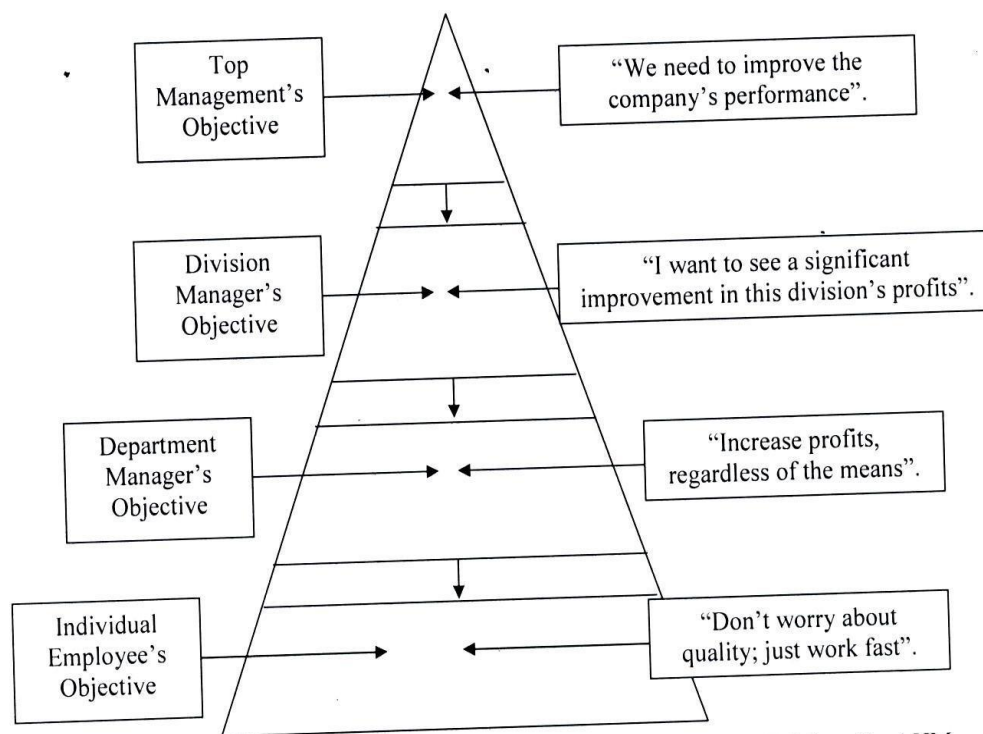 Top
Management's
Objective
"We need to improve the
company's performance".
Division
Manager's
Objective
"I want to see a significant
improvement in this division's profits".
Department
Manager's
Objective
"Increase profits,
regardless of the means".
Individual
Employee's
Objective
"Don't worry about
quality; just work fast".